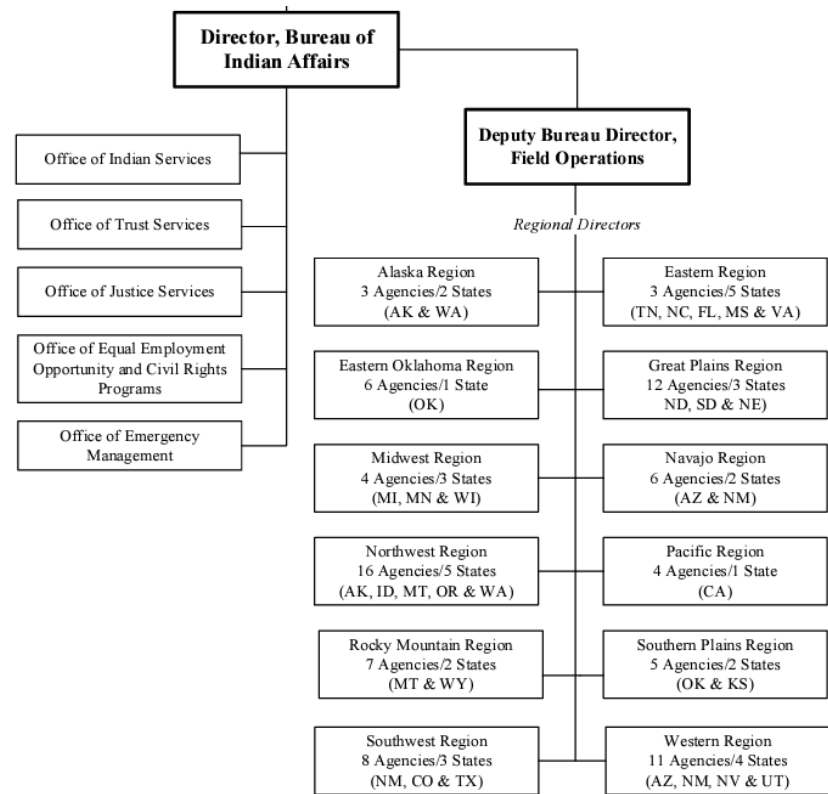 Director, Bureau of
Indian Affairs
Deputy Bureau Director,
Field Operations
Office of Indian Services
Office of Trust Services
Office of Justice Services
Office of Equal Employment
Opportunity and Civil Rights
Programs
Office of Emergency
Management
Regional Directors
Alaska Region
3 Agencies/2 States
(AK & WA)
Eastern Region
3 Agencies/5 States
(TN, NC, FL, MS & VA)
Eastern Oklahoma Region
6 Agencies/1 State
(OK)
Great Plains Region
12 Agencies/3 States
ND, SD & NE)
Midwest Region
4 Agencies/3 States
(MI, MN & WI)
Navajo Region
6 Agencies/2 States
(AZ & NM)
Northwest Region
16 Agencies/5 States
(AK, ID, MT, OR & WA)
Pacific Region
4 Agencies/1 State
(CA)
Rocky Mountain Region
7 Agencies/2 States
(MT & WY)
Southern Plains Region
5 Agencies/2 States
(OK & KS)
Southwest Region
8 Agencies/3 States
(NM, CO & TX)
Western Region
11 Agencies/4 States
(AZ, NM, NV & UT)